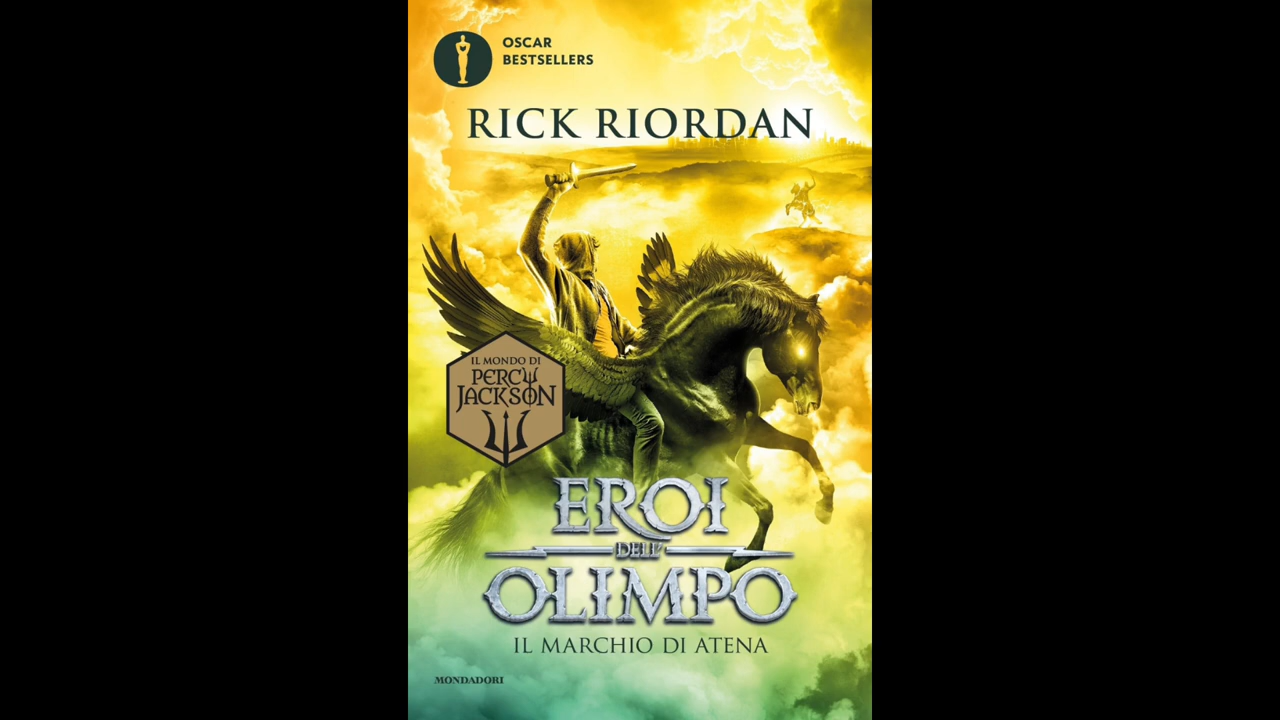 OSCAR
BESTSELLERS
RICK RIORDAN
IL MONDO DI
PERCY
JACKSON
EROI
DELL'
OLIMPO
IL MARCHIO DI ATENA
MONDADORI